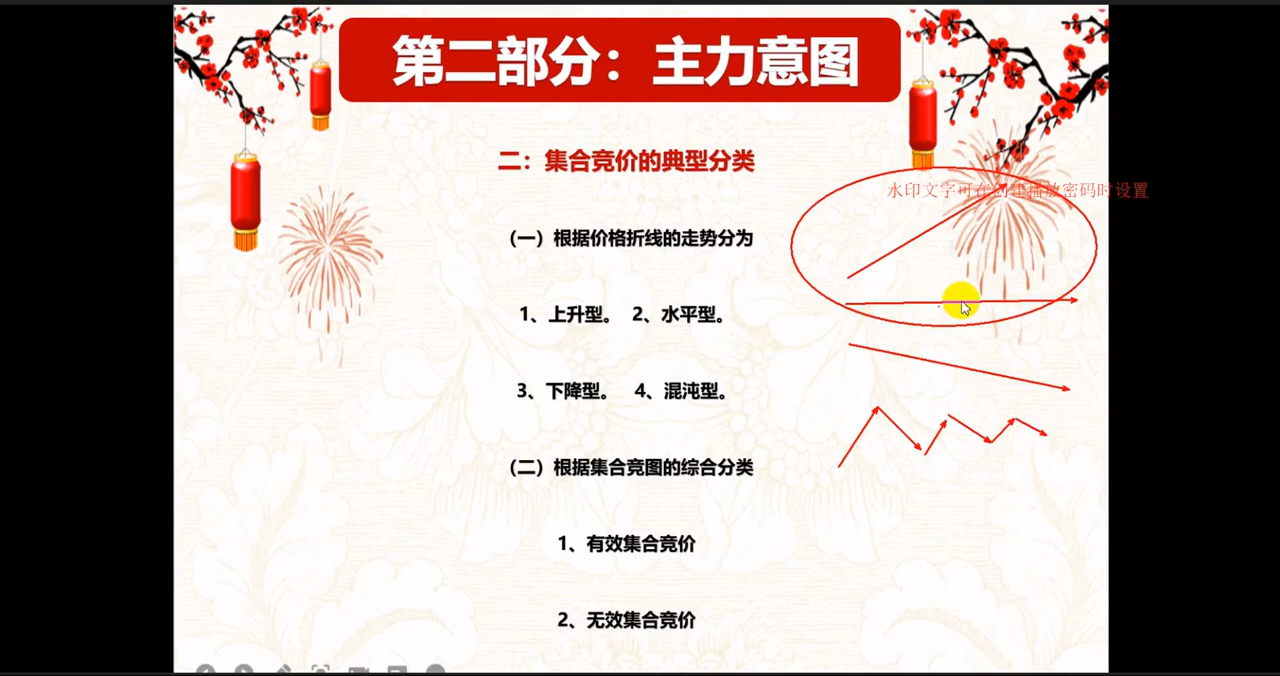 第二部分：主力意图
二：集合竞价的典型分类
水印文字可在创建播放密码时设置
（一）根据价格折线的走势分为
1、上升型。 2、水平型。
3、下降型。 4、混沌型。
（二）根据集合竞图的综合分类
1、有效集合竞价
2、无效集合竞价